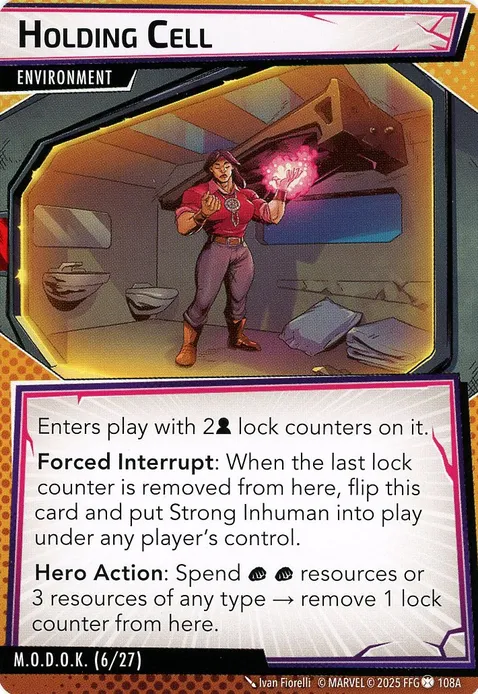 HOLDING CELL
ENVIRONMENT
Enters play with 2 lock counters on it.
Forced Interrupt: When the last lock
counter is removed from here, flip this
card and put Strong Inhuman into play
under any player's control.
Hero Action: Spend resources or
3 resources of any type → remove 1 lock
counter from here.
M.O.D.O.K. (6/27)
Ivan Fiorelli © MARVEL © 2025 FFG 108A